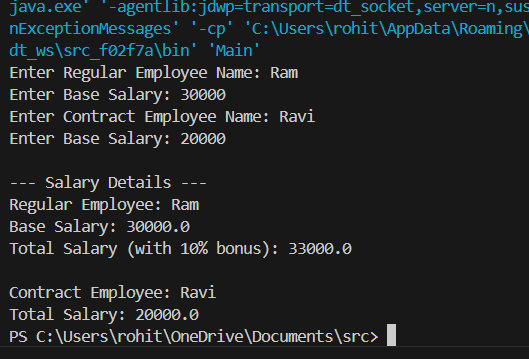 java.exe' '-agentlib:jdwp=transport=dt_socket,server=n,sus
nExceptionMessages' '-cp' 'C:\Users\rohit\AppData\Roaming\
dt_ws\src_f02f7a\bin' 'Main'
Enter Regular Employee Name: Ram
Enter Base Salary: 30000
Enter Contract Employee Name: Ravi
Enter Base Salary: 20000
--- Salary Details ---
Regular Employee: Ram
Base Salary: 30000.0
Total Salary (with 10% bonus): 33000.0
Contract Employee: Ravi
Total Salary: 20000.0
PS C:\Users\rohit\OneDrive\Documents\src>